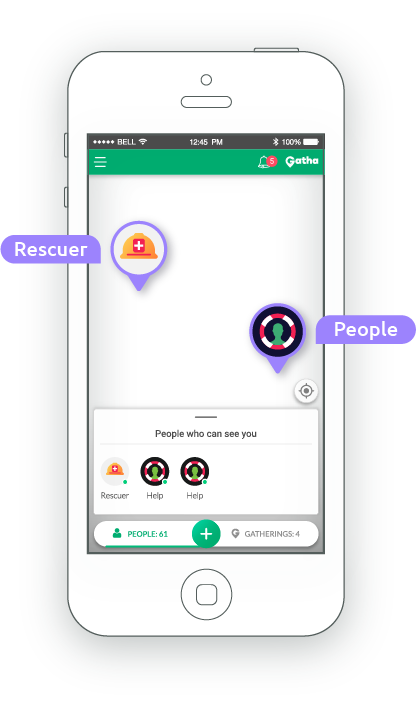 BELL
12:45 PM
100%
5
Gatha
Rescuer
People
People who can see you
Rescuer
Help
Help
PEOPLE: 61
+
GATHERINGS: 4